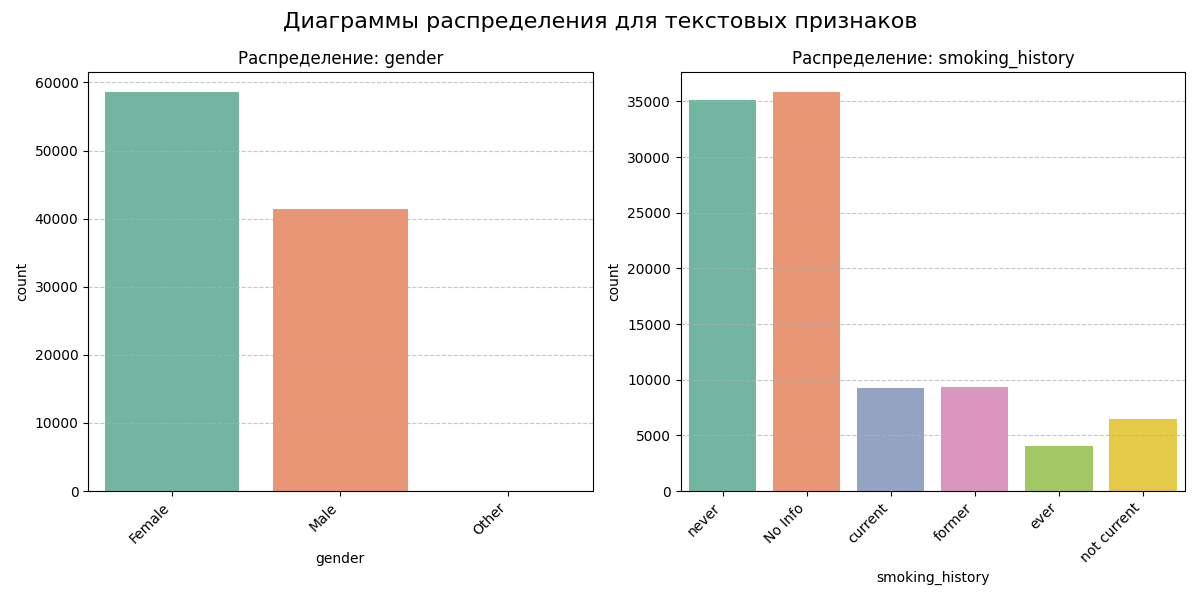 Диаграммы распределения для текстовых признаков
Распределение: gender
60000
50000
40000
30000
20000
10000
0
count
Female
Male
Other
gender
Распределение: smoking_history
35000
30000
25000
20000
15000
10000
5000
0
count
never
No Info
current
former
ever
not current
smoking_history